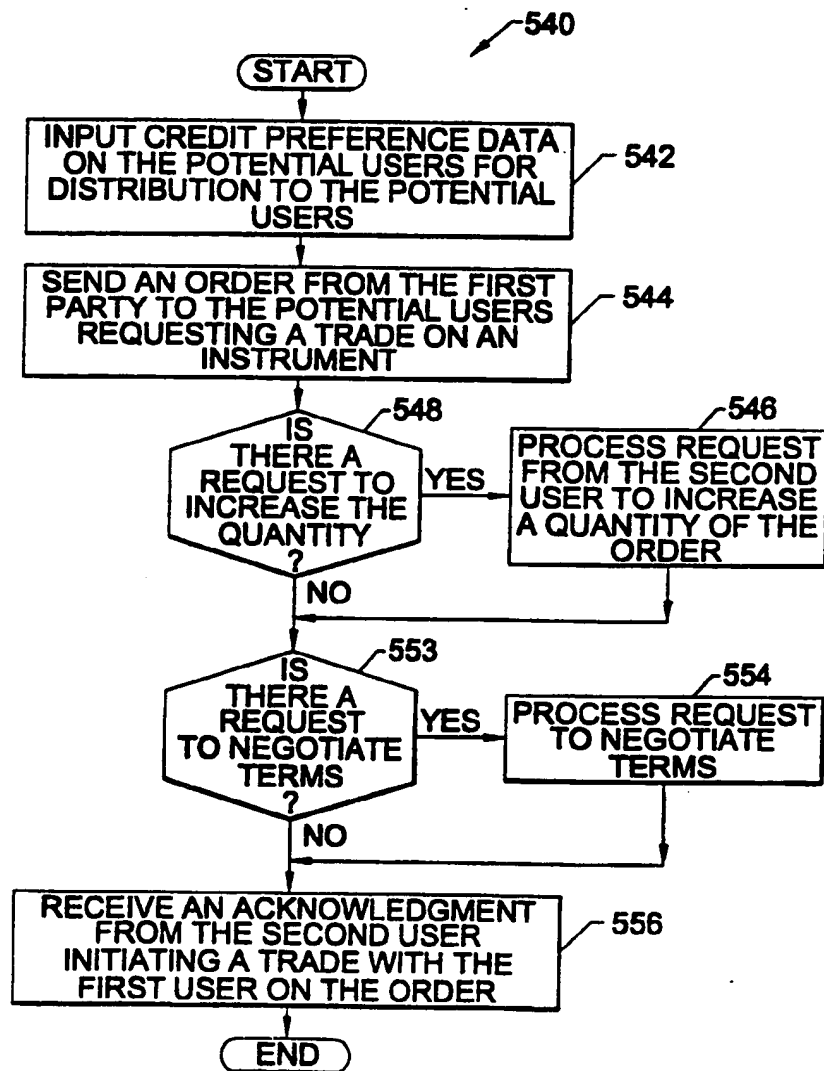 540
START
INPUT CREDIT PREFERENCE DATA
ON THE POTENTIAL USERS FOR
DISTRIBUTION TO THE POTENTIAL
USERS
542
SEND AN ORDER FROM THE FIRST
PARTY TO THE POTENTIAL USERS
REQUESTING A TRADE ON AN
INSTRUMENT
544
548
IS
THERE A
REQUEST TO
INCREASE THE
QUANTITY
?
YES
546
PROCESS REQUEST
FROM THE SECOND
USER TO INCREASE
A QUANTITY OF THE
ORDER
NO
553
IS
THERE A
REQUEST
TO NEGOTIATE
TERMS
?
YES
554
PROCESS REQUEST
TO NEGOTIATE
TERMS
NO
RECEIVE AN ACKNOWLEDGMENT
FROM THE SECOND USER
INITIATING A TRADE WITH THE
FIRST USER ON THE ORDER
556
END